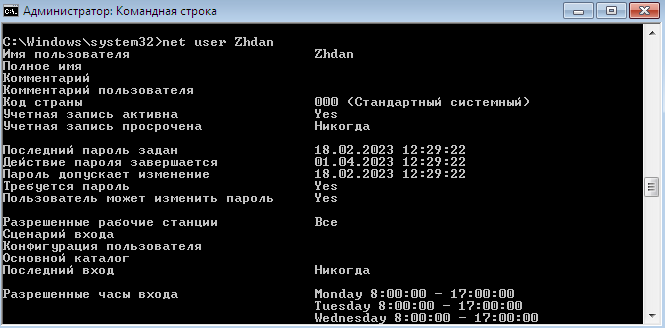 Администратор: Командная строка
C:\Windows\system32>net user Zhdan
Имя пользователя Zhdan
Полное имя
Комментарий
Комментарий пользователя
Код страны 000 (Стандартный системный)
Учетная запись активна Yes
Учетная запись просрочена Никогда
Последний пароль задан 18.02.2023 12:29:22
Действие пароля завершается 01.04.2023 12:29:22
Пароль допускает изменение 18.02.2023 12:29:22
Требуется пароль Yes
Пользователь может изменить пароль Yes
Разрешенные рабочие станции Все
Сценарий входа
Конфигурация пользователя
Основной каталог
Последний вход Никогда
Разрешенные часы входа Monday 8:00:00 - 17:00:00
Tuesday 8:00:00 - 17:00:00
Wednesday 8:00:00 - 17:00:00